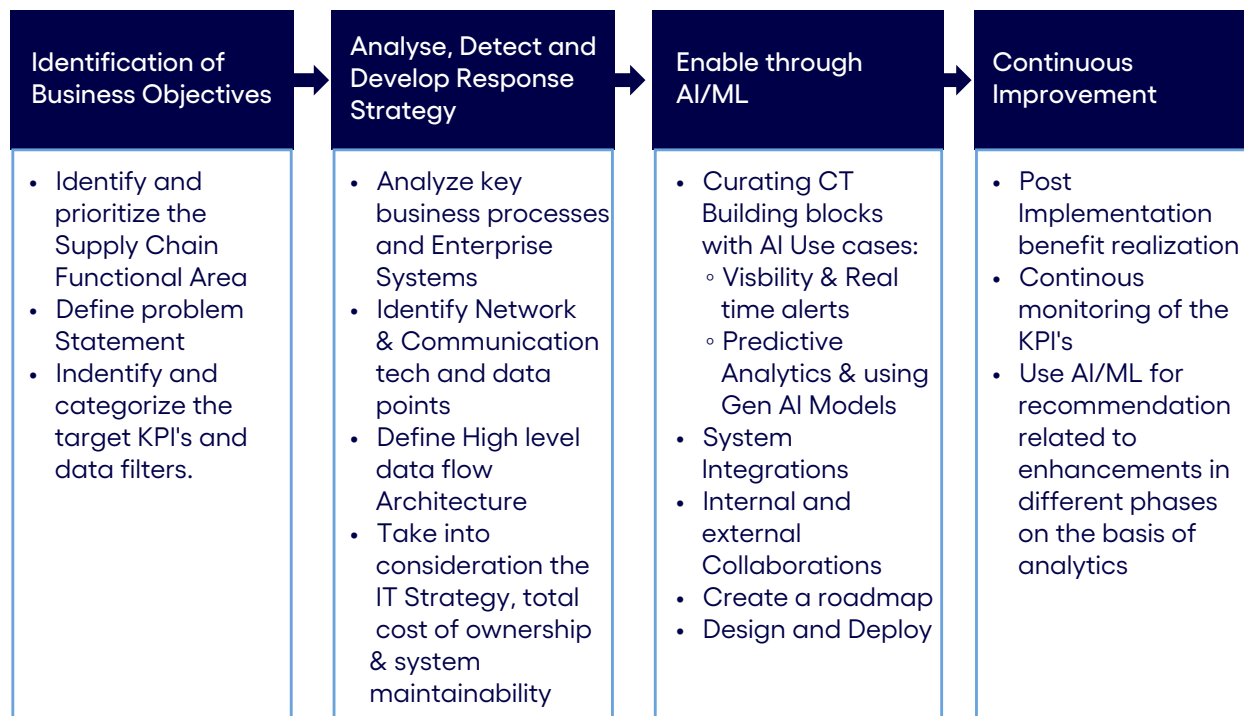 Identification of
Business Objectives
• Identify and
prioritize the
Supply Chain
Functional Area
• Define problem
Statement
• Indentify and
categorize the
target KPI's and
data filters.
Analyse, Detect and
Develop Response
Strategy
• Analyze key
business processes
and Enterprise
Systems
• Identify Network
& Communication
tech and data
points
• Define High level
data flow
Architecture
• Take into
consideration the
IT Strategy, total
cost of ownership
& system
maintainability
Enable through
AI/ML
• Curating CT
Building blocks
with AI Use cases:
◦ Visbility & Real
time alerts
◦ Predictive
Analytics & using
Gen AI Models
• System
Integrations
• Internal and
external
Collaborations
• Create a roadmap
• Design and Deploy
Continuous
Improvement
• Post
Implementation
benefit realization
• Continous
monitoring of the
KPI's
• Use AI/ML for
recommendation
related to
enhancements in
different phases
on the basis of
analytics